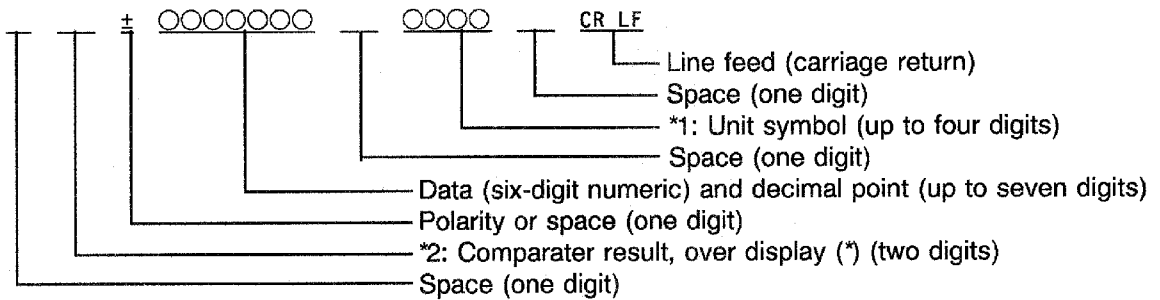 ± ○○○○○○○ ○○○○ CR LF
Line feed (carriage return)
Space (one digit)
*1: Unit symbol (up to four digits)
Space (one digit)
Data (six-digit numeric) and decimal point (up to seven digits)
Polarity or space (one digit)
*2: Comparater result, over display (*) (two digits)
Space (one digit)